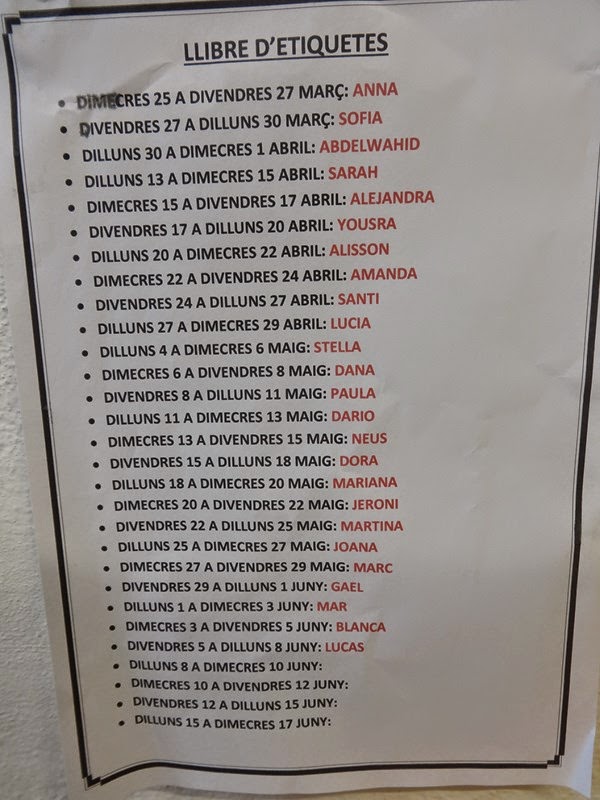 LLIBRE D'ETIQUETES
• DIMECRES 25 A DIVENDRES 27 MARÇ: ANNA
• DIVENDRES 27 A DILLUNS 30 MARÇ: SOFIA
• DILLUNS 30 A DIMECRES 1 ABRIL: ABDELWAHID
• DILLUNS 13 A DIMECRES 15 ABRIL: SARAH
• DIMECRES 15 A DIVENDRES 17 ABRIL: ALEJANDRA
• DIVENDRES 17 A DILLUNS 20 ABRIL: YOUSRA
• DILLUNS 20 A DIMECRES 22 ABRIL: ALISSON
• DIMECRES 22 A DIVENDRES 24 ABRIL: AMANDA
• DIVENDRES 24 A DILLUNS 27 ABRIL: SANTI
• DILLUNS 27 A DIMECRES 29 ABRIL: LUCIA
• DILLUNS 4 A DIMECRES 6 MAIG: STELLA
• DIMECRES 6 A DIVENDRES 8 MAIG: DANA
• DIVENDRES 8 A DILLUNS 11 MAIG: PAULA
• DILLUNS 11 A DIMECRES 13 MAIG: DARIO
• DIMECRES 13 A DIVENDRES 15 MAIG: NEUS
• DIVENDRES 15 A DILLUNS 18 MAIG: DORA
• DILLUNS 18 A DIMECRES 20 MAIG: MARIANA
• DIMECRES 20 A DIVENDRES 22 MAIG: JERONI
• DIVENDRES 22 A DILLUNS 25 MAIG: MARTINA
• DILLUNS 25 A DIMECRES 27 MAIG: JOANA
• DIMECRES 27 A DIVENDRES 29 MAIG: MARC
• DIVENDRES 29 A DILLUNS 1 JUNY: GAEL
• DILLUNS 1 A DIMECRES 3 JUNY: MAR
• DIMECRES 3 A DIVENDRES 5 JUNY: BLANCA
• DIVENDRES 5 A DILLUNS 8 JUNY: LUCAS
• DILLUNS 8 A DIMECRES 10 JUNY:
• DIMECRES 10 A DIVENDRES 12 JUNY:
• DIVENDRES 12 A DILLUNS 15 JUNY:
• DILLUNS 15 A DIMECRES 17 JUNY: